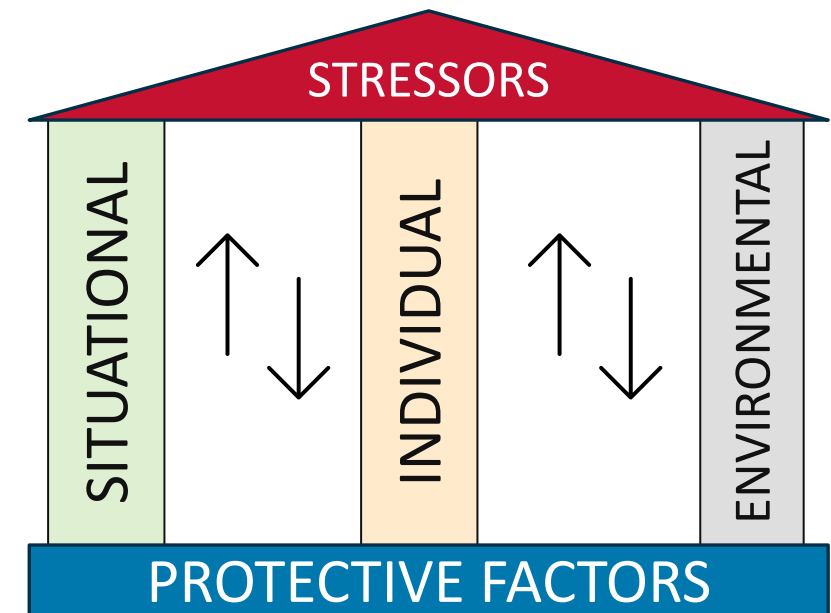 STRESSORS
SITUATIONAL
INDIVIDUAL
ENVIRONMENTAL
PROTECTIVE FACTORS